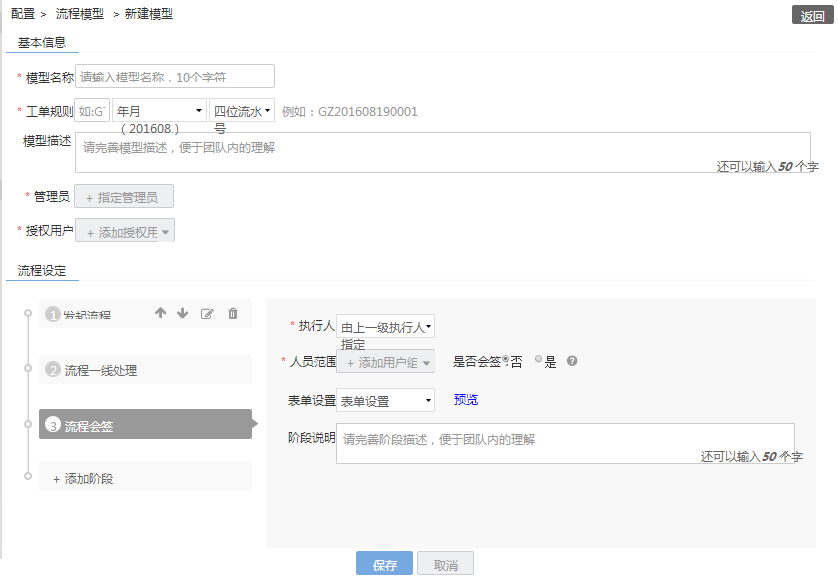 配置 > 流程模型 > 新建模型
返回
基本信息
* 模型名称 请输入模型名称，10个字符
* 工单规则 如:G 年月（201608） 四位流水号 例如：GZ201608190001
模型描述 请完善模型描述，便于团队内的理解
还可以输入50个字
* 管理员 + 指定管理员
* 授权用户 + 添加授权用
流程设定
1 发起流程
2 流程一线处理
3 流程会签
+ 添加阶段
* 执行人 由上一级执行人指定
* 人员范围 + 添加用户组 是否会签: 否 是 ?
表单设置 表单设置 预览
阶段说明 请完善阶段描述，便于团队内的理解
还可以输入50个字
保存 取消